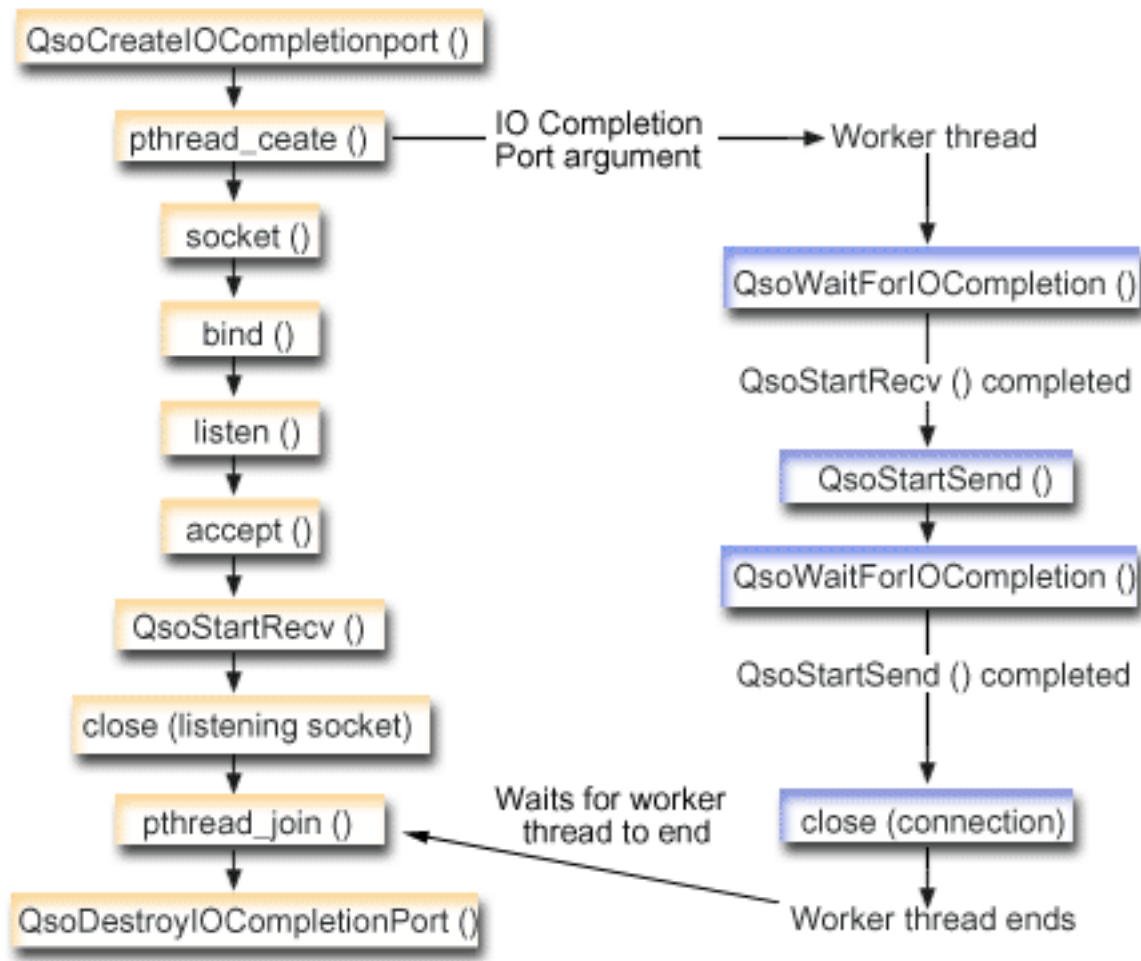 QsoCreateIOCompletionport ()
pthread_ceate ()
IO Completion
Port argument
Worker thread
socket ()
bind ()
listen ()
accept ()
QsoStartRecv ()
close (listening socket)
pthread_join ()
QsoDestroyIOCompletionPort ()
QsoWaitForIOCompletion ()
QsoStartRecv () completed
QsoStartSend ()
QsoWaitForIOCompletion ()
QsoStartSend () completed
close (connection)
Worker thread ends
Waits for worker
thread to end